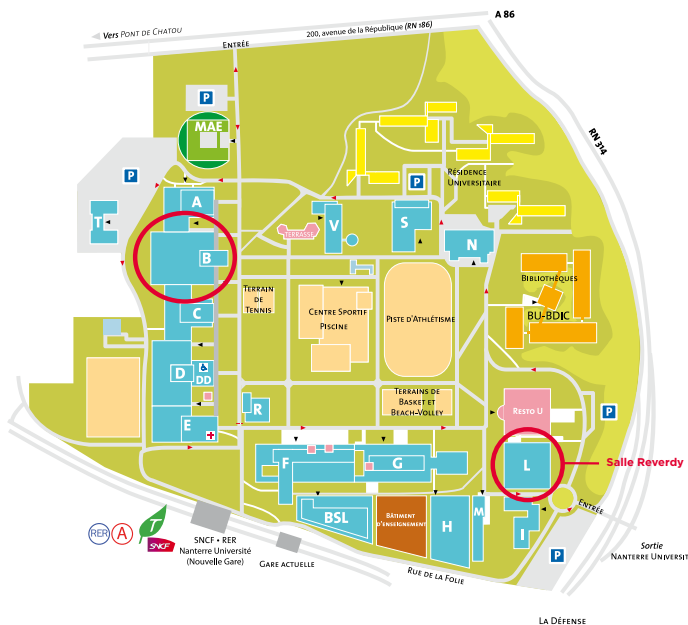 A 86
Vers PONT DE CHATOU
200, avenue de la République (RN 186)
ENTRÉE
RN 314
P
MAE
P
P
RÉSIDENCE
UNIVERSITAIRE
A
T
V
S
TERRASSE
N
B
BIBLIOTHÈQUES
BU-BDIC
TERRAIN
DE
TENNIS
CENTRE SPORTIF
PISCINE
PISTE D'ATHLÉTISME
C
D
DD
TERRAINS DE
BASKET ET
BEACH-VOLLEY
R
RESTO U
P
E
F
G
L
Salle Reverdy
BSL
BÂTIMENT
D'ENSEIGNEMENT
H
M
I
ENTRÉE
RER
A
T
SNCF
SNCF • RER
Nanterre Université
(Nouvelle Gare)
GARE ACTUELLE
P
Sortie
NANTERRE UNIVERSIT
RUE DE LA FOLIE
LA DÉFENSE